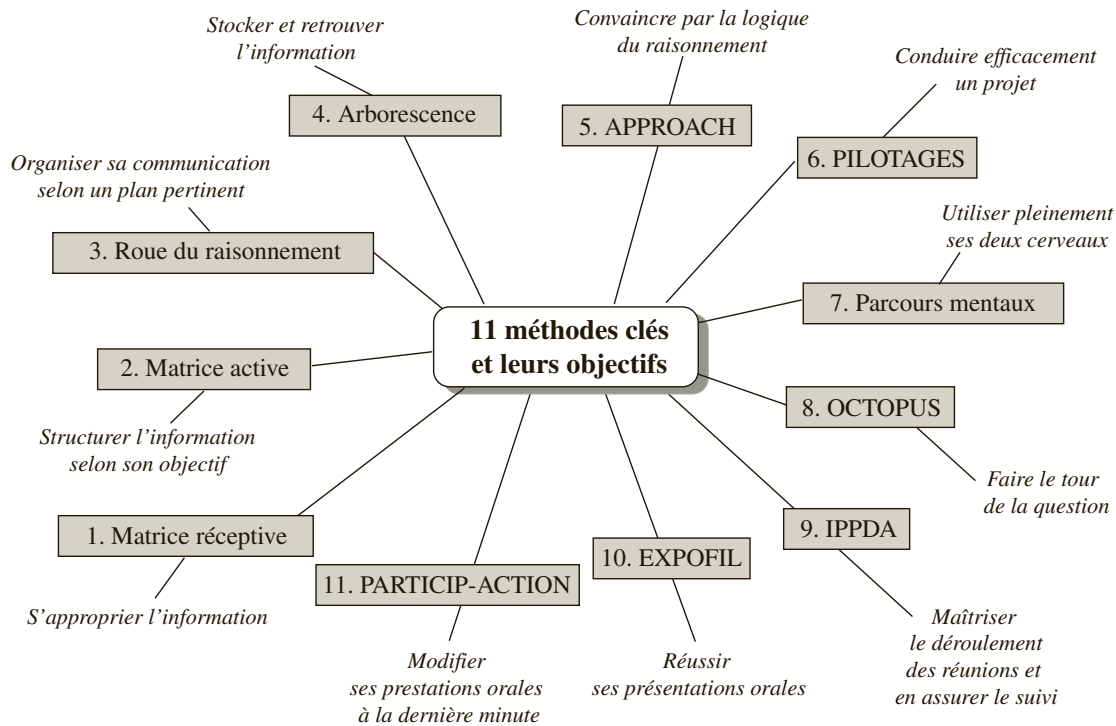 Stocker et retrouver
l'information
4. Arborescence
Convaincre par la logique
du raisonnement
5. APPROACH
Conduire efficacement
un projet
6. PILOTAGES
Organiser sa communication
selon un plan pertinent
3. Roue du raisonnement
Utiliser pleinement
ses deux cerveaux
7. Parcours mentaux
11 méthodes clés
et leurs objectifs
2. Matrice active
Structurer l'information
selon son objectif
8. OCTOPUS
Faire le tour
de la question
1. Matrice réceptive
S'approprier l'information
9. IPPDA
Maîtriser
le déroulement
des réunions et
en assurer le suivi
10. EXPOFIL
Réussir
ses présentations orales
11. PARTICIP-ACTION
Modifier
ses prestations orales
à la dernière minute